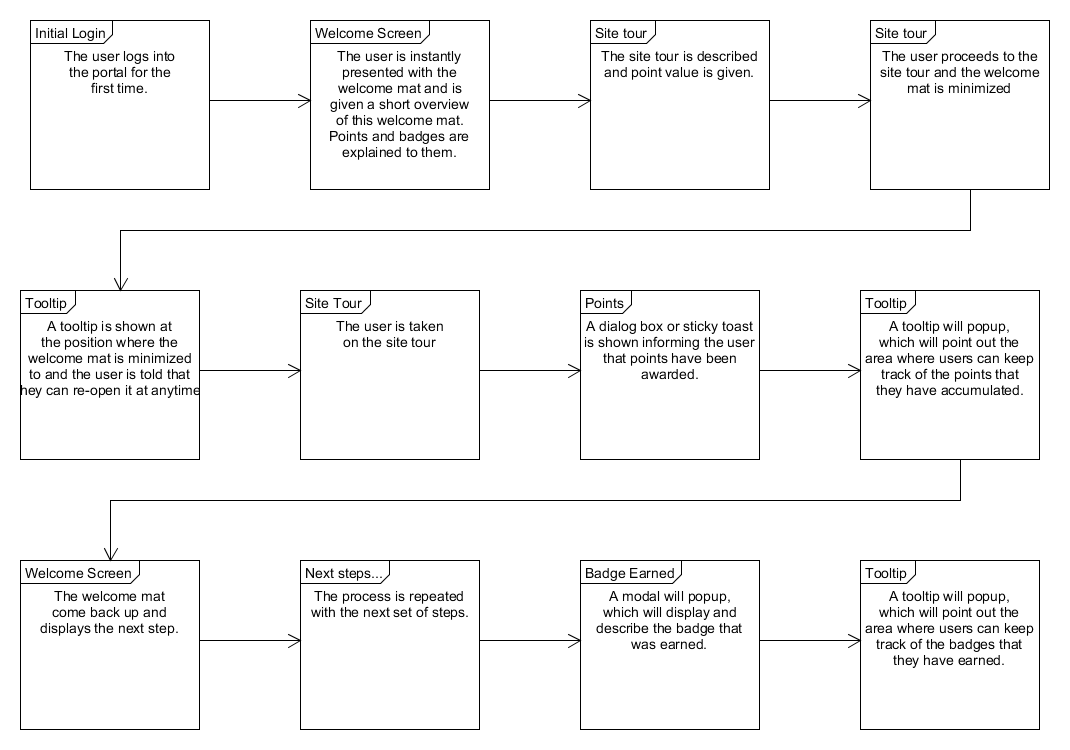 Initial Login
The user logs into
the portal for the
first time.
Welcome Screen
The user is instantly
presented with the
welcome mat and is
given a short overview
of this welcome mat.
Points and badges are
explained to them.
Site tour
The site tour is described
and point value is given.
Site tour
The user proceeds to the
site tour and the welcome
mat is minimized
Tooltip
A tooltip is shown at
the position where the
welcome mat is minimized
to and the user is told that
hey can re-open it at anytime
Site Tour
The user is taken
on the site tour
Points
A dialog box or sticky toast
is shown informing the user
that points have been
awarded.
Tooltip
A tooltip will popup,
which will point out the
area where users can keep
track of the points that
they have accumulated.
Welcome Screen
The welcome mat
come back up and
displays the next step.
Next steps...
The process is repeated
with the next set of steps.
Badge Earned
A modal will popup,
which will display and
describe the badge that
was earned.
Tooltip
A tooltip will popup,
which will point out the
area where users can keep
track of the badges that
they have earned.